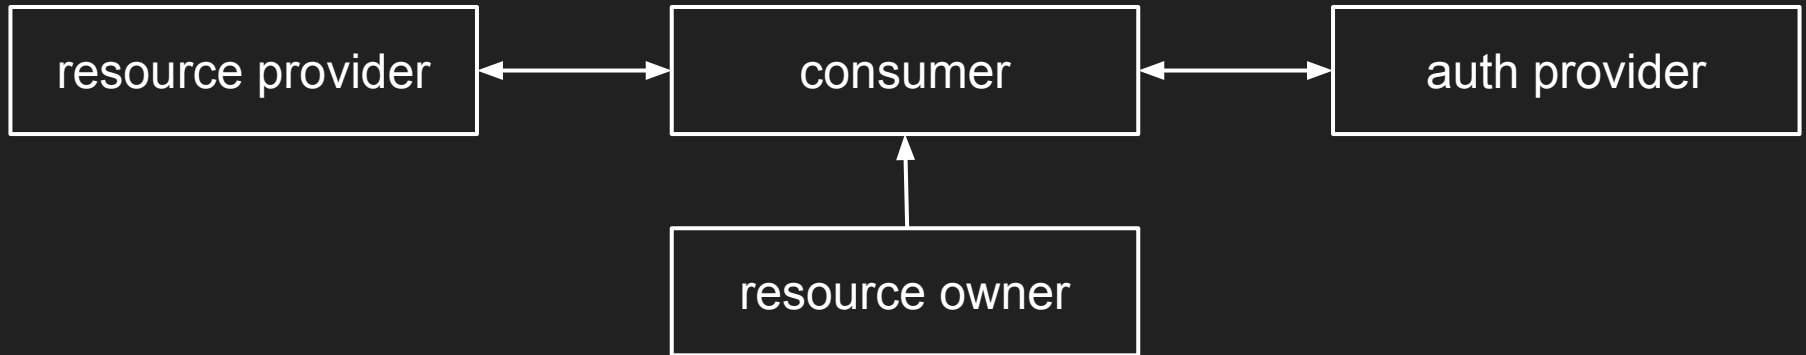 resource provider
consumer
auth provider
resource owner